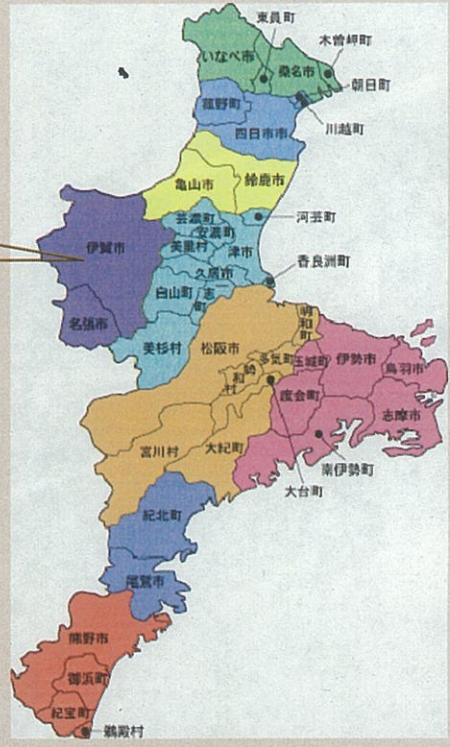 東員町
木曽岬町
いなべ市
桑名市
朝日町
菰野町
川越町
四日市市
亀山市
鈴鹿市
芸濃町
河芸町
安濃町
美里村
津市
伊賀市
香良洲町
久居市
白山町
名張市
美杉村
松阪市
明和町
多気町
玉城町
伊勢市
鳥羽市
度会町
志摩市
宮川村
大紀町
南伊勢町
大台町
紀北町
尾鷲市
熊野市
御浜町
紀宝町
鵜殿村